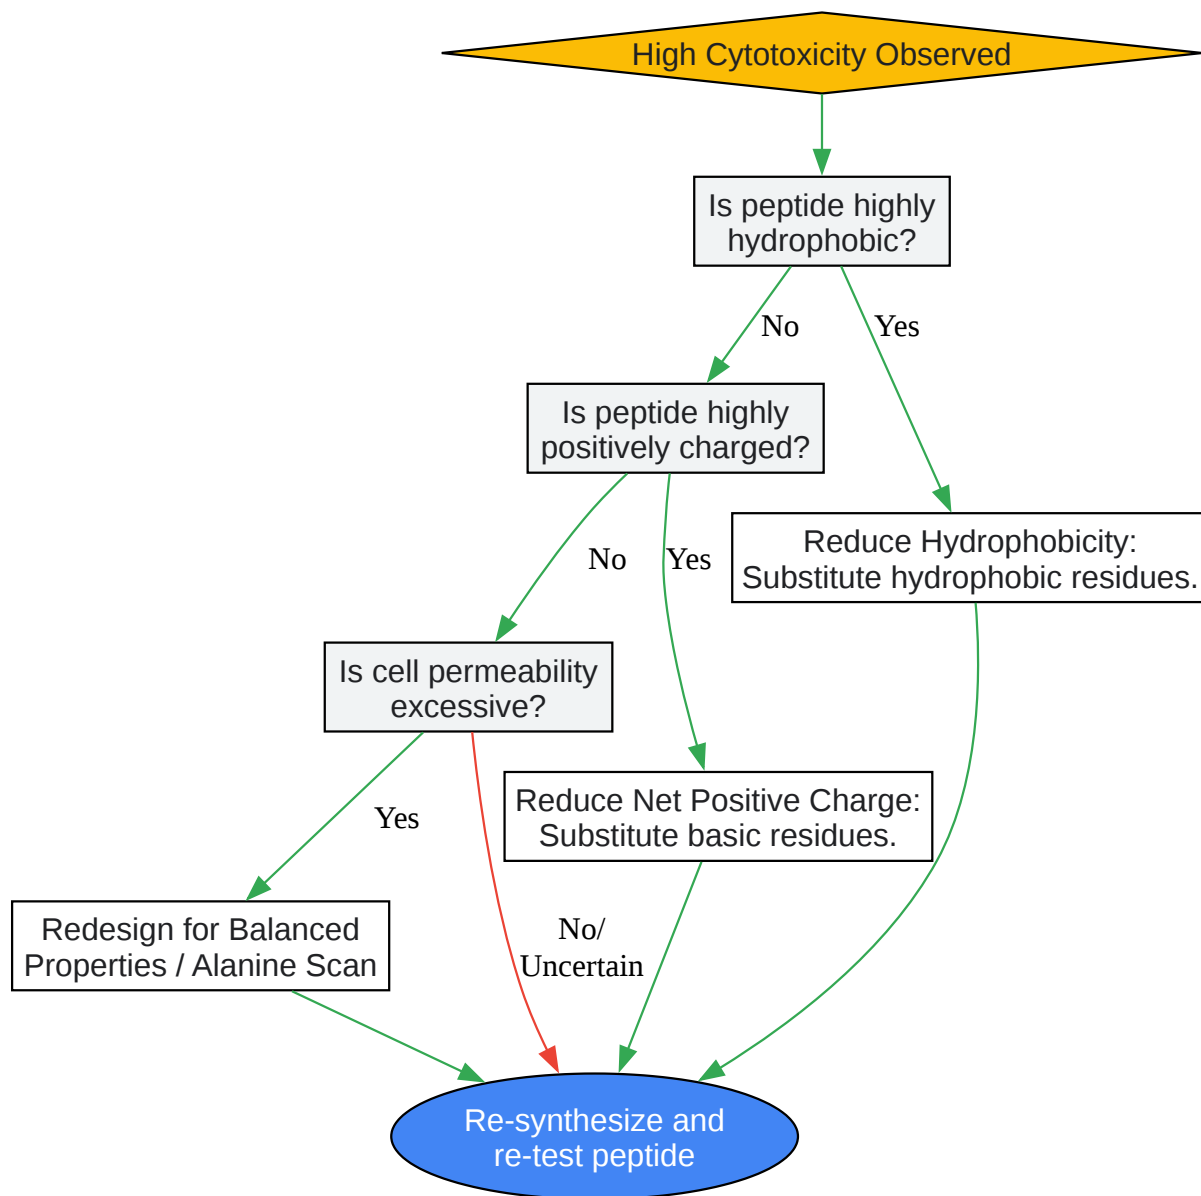 High Cytotoxicity Observed
Is peptide highly
hydrophobic?
No
Yes
Is peptide highly
positively charged?
Reduce Hydrophobicity:
Substitute hydrophobic residues.
No
Yes
Is cell permeability
excessive?
Reduce Net Positive Charge:
Substitute basic residues.
Yes
Redesign for Balanced
Properties / Alanine Scan
No/
Uncertain
Re-synthesize and
re-test peptide